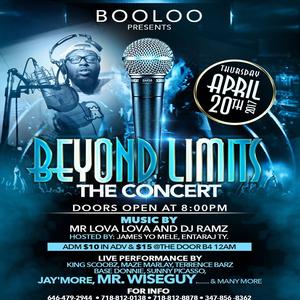 BOOLOO
PRESENTS
THURSDAY
APRIL
20TH 2017
BEYOND LIMITS
THE CONCERT
DOORS OPEN AT 8:00PM
MUSIC BY
MR LOVA LOVA AND DJ RAMZ
HOSTED BY: JAMES YO MELE, ENTARAJ TY.
ADM $10 IN ADV & $15 @THE DOOR B4 12AM
LIVE PERFORMANCE BY
KING SCOOBZ, MAZE MARLAY, TERRENCE BARZ
BASE DONNIE, SUNNY PICASSO,
JAY'MORE, MR. WISEGUY...... & MANY MORE
FOR INFO
646-479-2944 • 718-812-0138 • 718-812-8878 • 347-856-8362